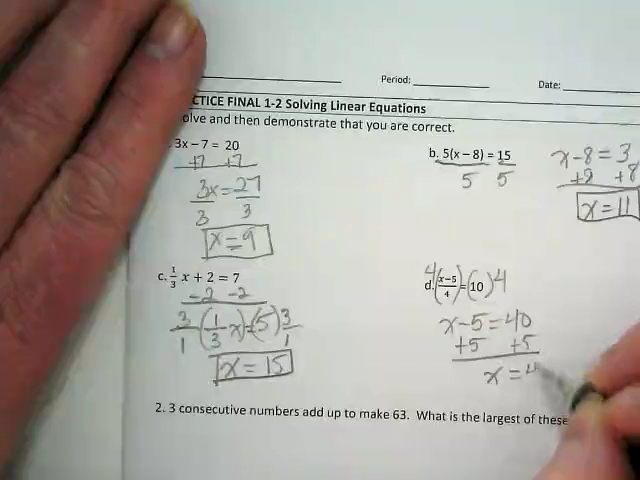 Period: Date:
CTICE FINAL 1-2 Solving Linear Equations
olve and then demonstrate that you are correct.
3x – 7 = 20
+7 +7
3x = 27
3 3
x = 9
b. 5(x – 8) = 15
5 5
x - 8 = 3
+8 +8
x = 11
c. 1/3 x + 2 = 7
-2 -2
3/1 (1/3 x) = (5) 3/1
x = 15
d. 4(x–5/4) = (10)4
x - 5 = 40
+5 +5
x = 4
2. 3 consecutive numbers add up to make 63. What is the largest of these